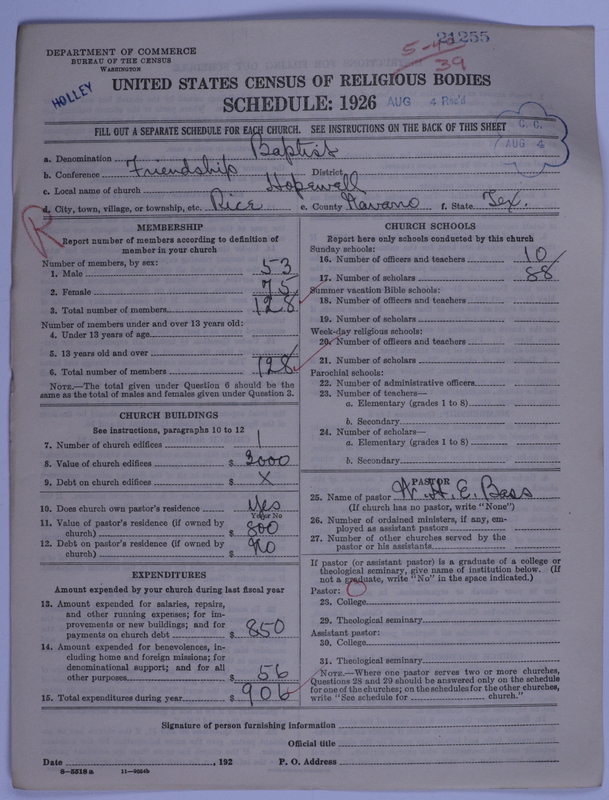 21255
5-42
39
DEPARTMENT OF COMMERCE
BUREAU OF THE CENSUS
WASHINGTON
HOLLEY
UNITED STATES CENSUS OF RELIGIOUS BODIES
SCHEDULE: 1926
AUG 4 Rec'd
FILL OUT A SEPARATE SCHEDULE FOR EACH CHURCH. SEE INSTRUCTIONS ON THE BACK OF THIS SHEET
C. C.
AUG 4
a. Denomination Baptist
b. Conference Friendship District
c. Local name of church Hopewell
d. City, town, village, or township, etc. Rice e. County Navarro f. State Tex.
R
MEMBERSHIP
Report number of members according to definition of
member in your church
Number of members, by sex:
1. Male 53
2. Female 75
3. Total number of members 128
Number of members under and over 13 years old:
4. Under 13 years of age
5. 13 years old and over
6. Total number of members 128
NOTE.—The total given under Question 6 should be the
same as the total of males and females given under Question 3.
CHURCH BUILDINGS
See instructions, paragraphs 10 to 12
7. Number of church edifices 1
8. Value of church edifices $ 2000
9. Debt on church edifices $ X
10. Does church own pastor's residence Yes
Yes or No
11. Value of pastor's residence (if owned by
church) $ 800
12. Debt on pastor's residence (if owned by
church) $ No
EXPENDITURES
Amount expended by your church during last fiscal year
13. Amount expended for salaries, repairs,
and other running expenses; for im-
provements or new buildings; and for
payments on church debt $ 850
14. Amount expended for benevolences, in-
cluding home and foreign missions; for
denominational support; and for all
other purposes $ 56
15. Total expenditures during year $ 906
CHURCH SCHOOLS
Report here only schools conducted by this church
Sunday schools:
16. Number of officers and teachers 10
17. Number of scholars 88
Summer vacation Bible schools:
18. Number of officers and teachers
19. Number of scholars
Week-day religious schools:
20. Number of officers and teachers
21. Number of scholars
Parochial schools:
22. Number of administrative officers
23. Number of teachers—
a. Elementary (grades 1 to 8)
b. Secondary
24. Number of scholars—
a. Elementary (grades 1 to 8)
b. Secondary
PASTOR
25. Name of pastor W. H. E. Bass
(If church has no pastor, write "None")
26. Number of ordained ministers, if any, em-
ployed as assistant pastors
27. Number of other churches served by the
pastor or his assistants
If pastor (or assistant pastor) is a graduate of a college or
theological seminary, give name of institution below. (If
not a graduate, write "No" in the space indicated.)
Pastor: O
28. College
29. Theological seminary
Assistant pastor:
30. College
31. Theological seminary
NOTE.—Where one pastor serves two or more churches,
Questions 28 and 29 should be answered only on the schedule
for one of the churches; on the schedules for the other churches,
write "See schedule for church."
Signature of person furnishing information
Official title
Date , 192 P. O. Address
8—5518 a 11—9264b